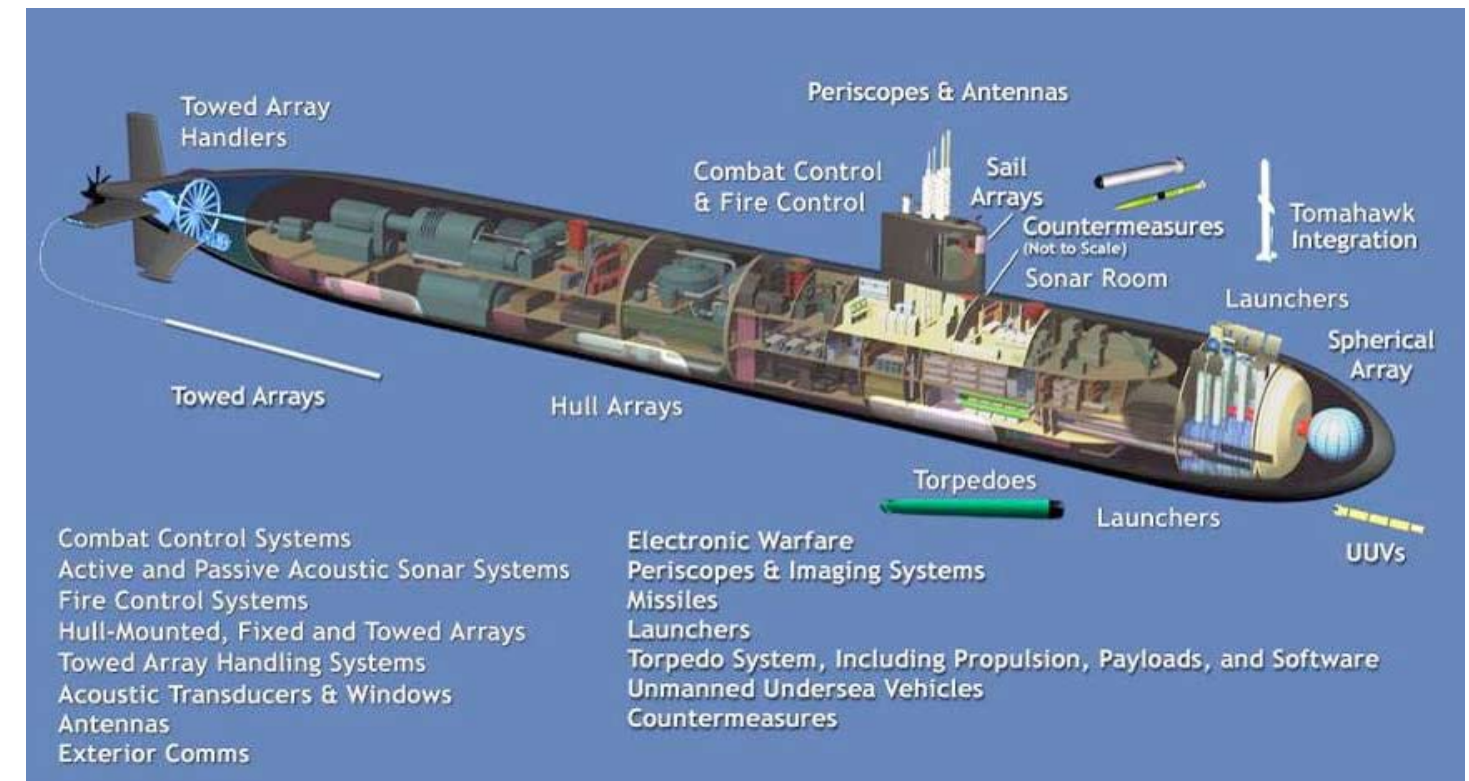 Periscopes & Antennas
Towed Array
Handlers
Combat Control
& Fire Control
Sail
Arrays
Countermeasures
(Not to Scale)
Sonar Room
Tomahawk
Integration
Launchers
Spherical
Array
Towed Arrays
Hull Arrays
Torpedoes
Launchers
UUVs
Combat Control Systems
Active and Passive Acoustic Sonar Systems
Fire Control Systems
Hull-Mounted, Fixed and Towed Arrays
Towed Array Handling Systems
Acoustic Transducers & Windows
Antennas
Exterior Comms
Electronic Warfare
Periscopes & Imaging Systems
Missiles
Launchers
Torpedo System, Including Propulsion, Payloads, and Software
Unmanned Undersea Vehicles
Countermeasures